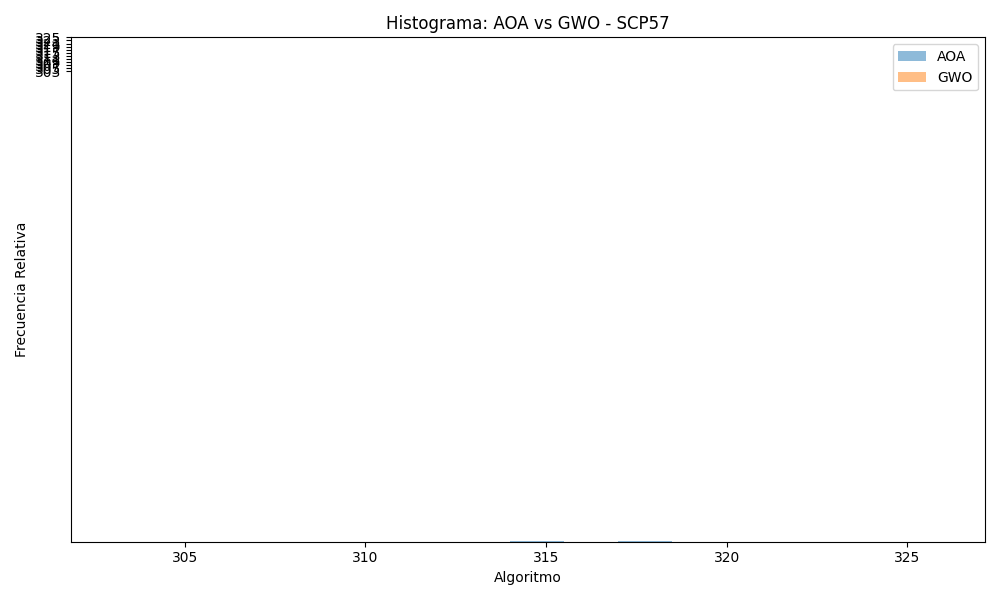 Histograma: AOA vs GWO - SCP57
325
303
AOA
GWO
Frecuencia Relativa
305
310
315
320
325
Algoritmo